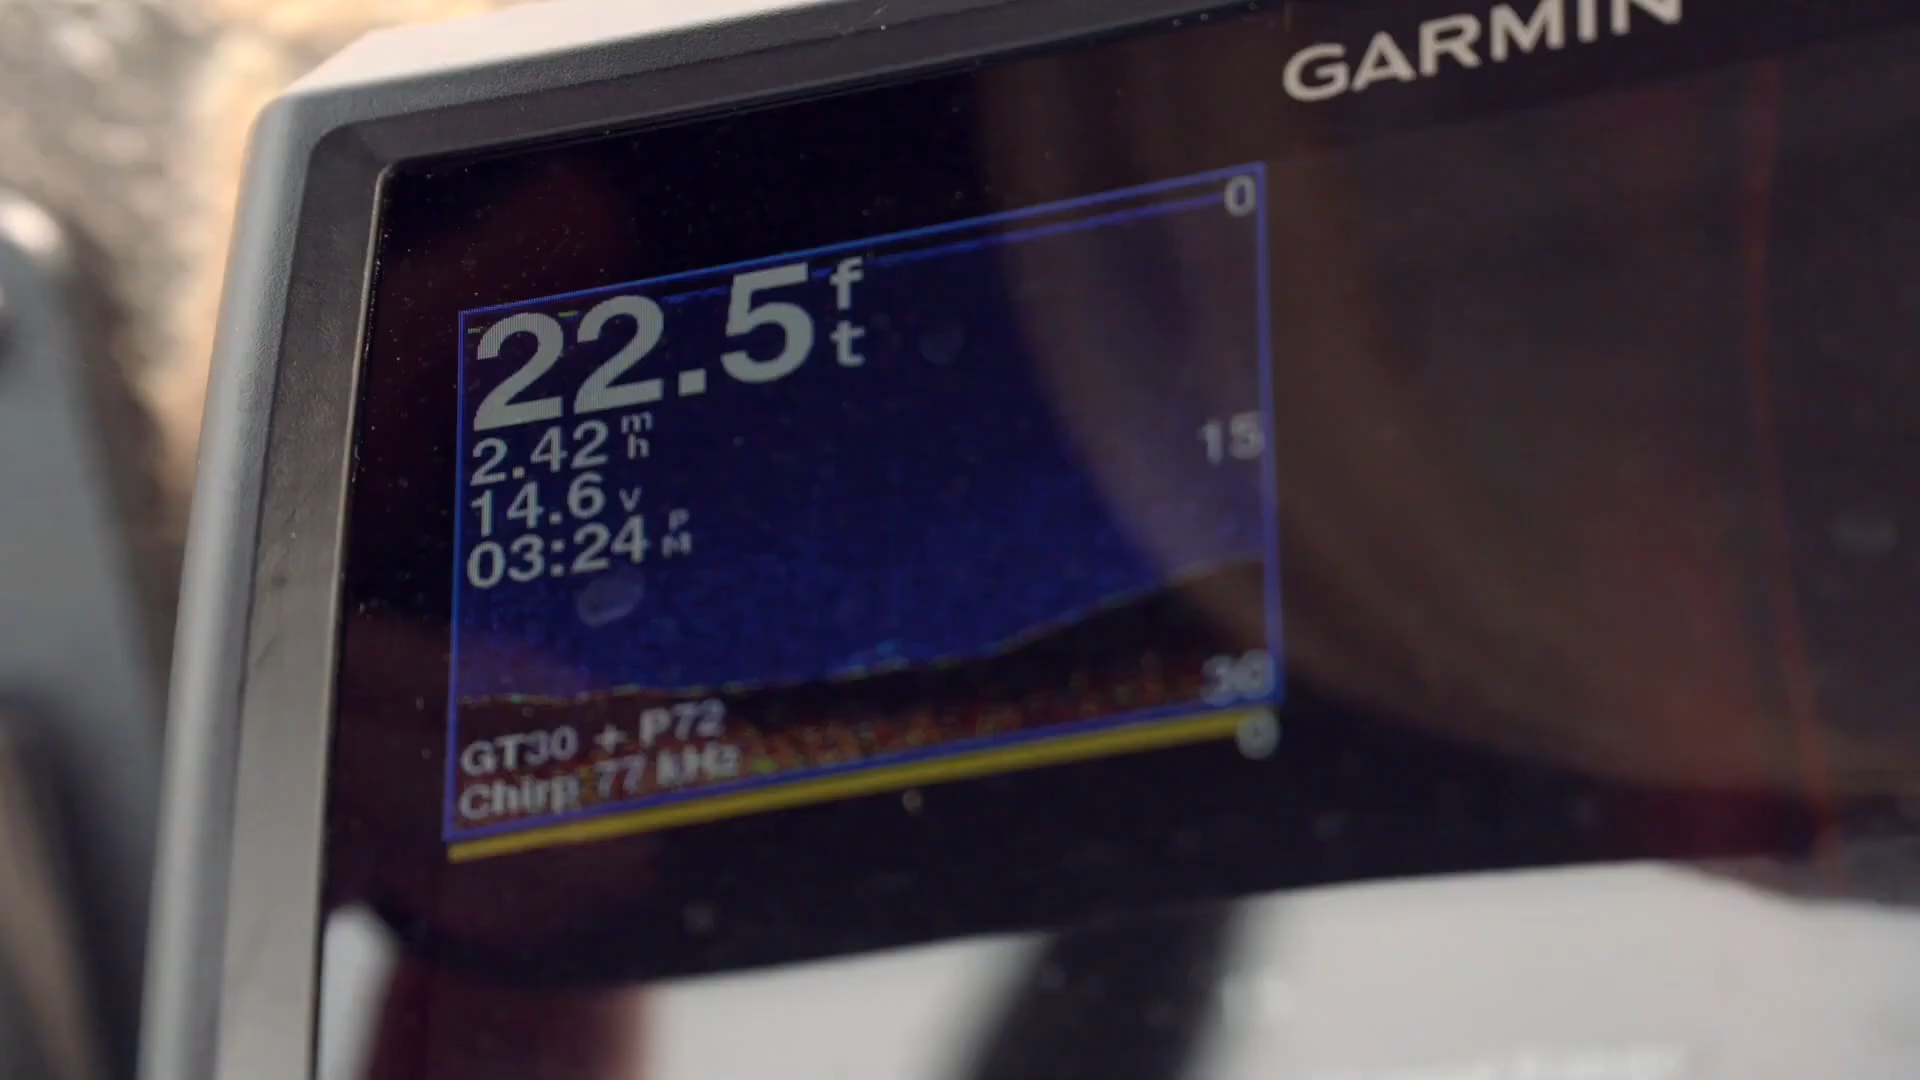 GARMIN
0
22.5 ft
2.42 mh
15
14.6 V
03:24 PM
30
GT30 + P72
0
Chirp 77 kHz